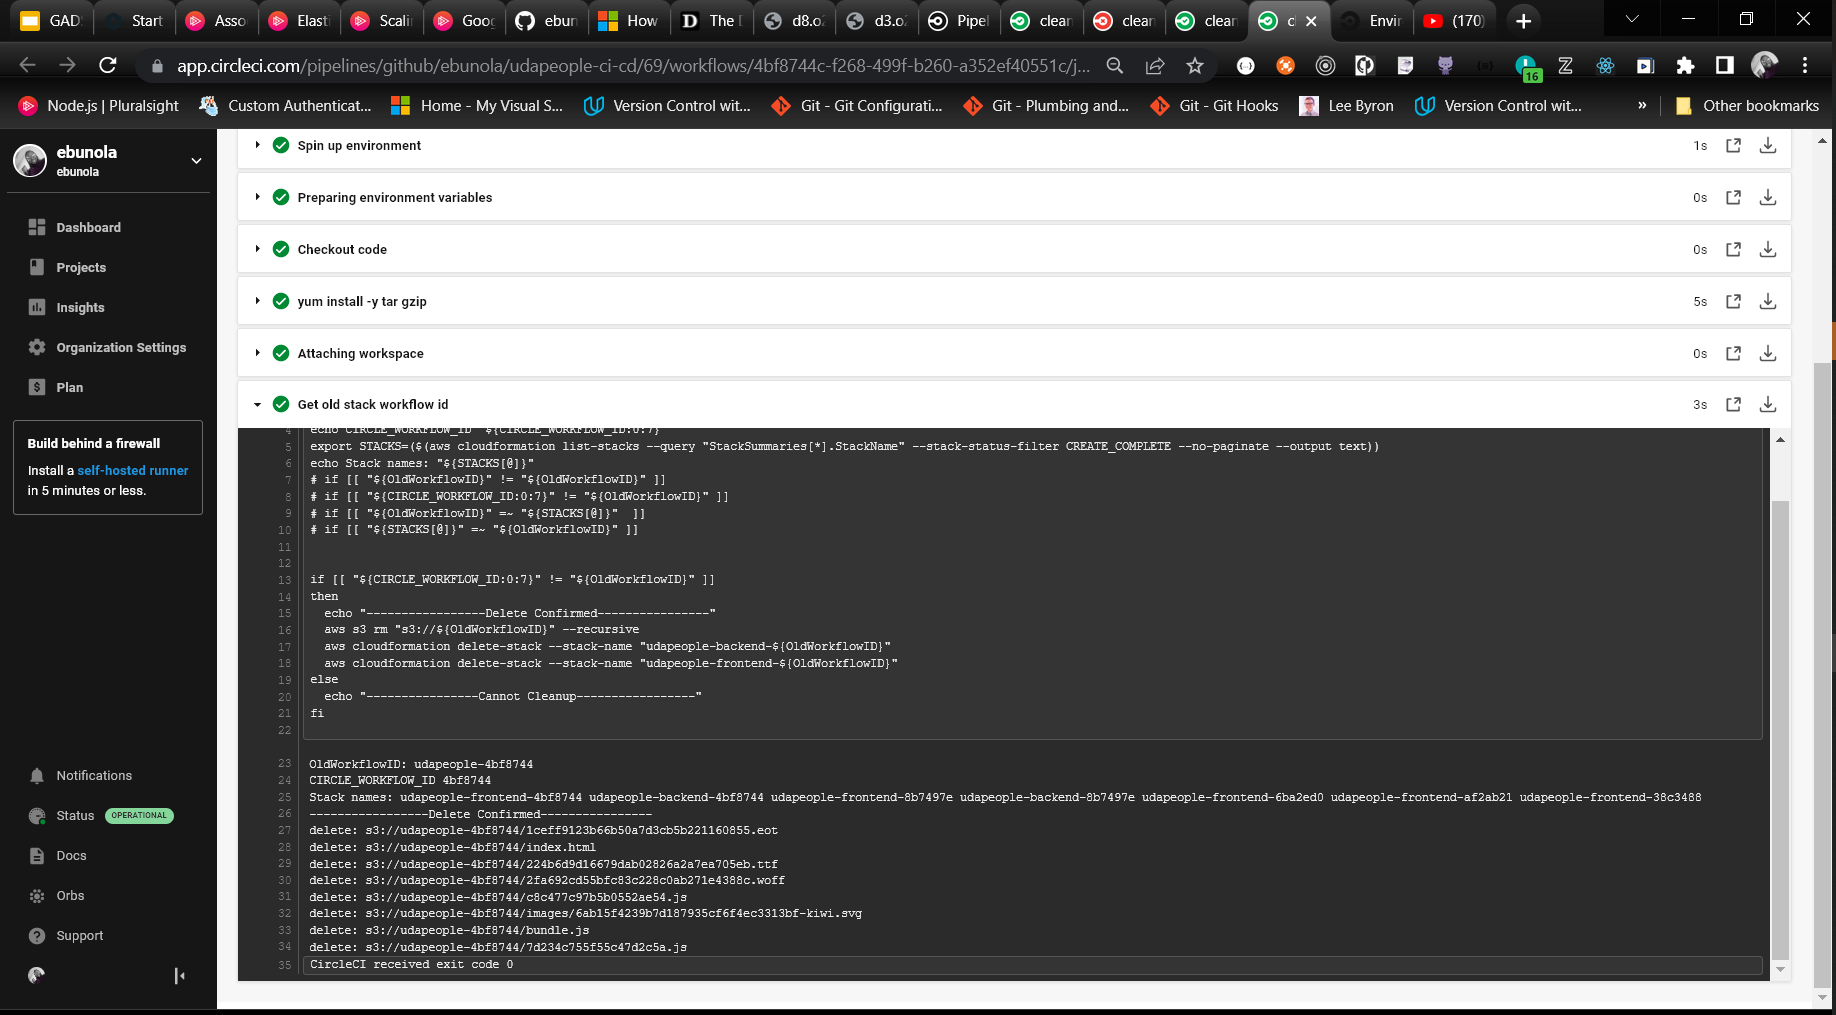 GAD
Start
Asso
Elasti
Scalin
Goog
ebun
How
The D
d8.o2
d3.o
Pipel
clean
clean
clean
cl
Envir
(170)
app.circleci.com/pipelines/github/ebunola/udapeople-ci-cd/69/workflows/4bf8744c-f268-499f-b260-a352ef40551c/j...
16
Node.js | Pluralsight
Custom Authenticat...
Home - My Visual S...
Version Control wit...
Git - Git Configurati...
Git - Plumbing and...
Git - Git Hooks
Lee Byron
Version Control wit...
»
Other bookmarks
ebunola
ebunola
Dashboard
Projects
Insights
Organization Settings
Plan
Build behind a firewall
Install a self-hosted runner
in 5 minutes or less.
Notifications
Status OPERATIONAL
Docs
Orbs
Support
Spin up environment 1s
Preparing environment variables 0s
Checkout code 0s
yum install -y tar gzip 5s
Attaching workspace 0s
Get old stack workflow id 3s
4 echo CIRCLE_WORKFLOW_ID "${CIRCLE_WORKFLOW_ID:0:7}"
5 export STACKS=($(aws cloudformation list-stacks --query "StackSummaries[*].StackName" --stack-status-filter CREATE_COMPLETE --no-paginate --output text))
6 echo Stack names: "${STACKS[@]}"
7 # if [[ "${OldWorkflowID}" != "${OldWorkflowID}" ]]
8 # if [[ "${CIRCLE_WORKFLOW_ID:0:7}" != "${OldWorkflowID}" ]]
9 # if [[ "${OldWorkflowID}" =~ "${STACKS[@]}"  ]]
10 # if [[ "${STACKS[@]}" =~ "${OldWorkflowID}" ]]
11
12
13 if [[ "${CIRCLE_WORKFLOW_ID:0:7}" != "${OldWorkflowID}" ]]
14 then
15 echo "-----------------Delete Confirmed----------------"
16 aws s3 rm "s3://${OldWorkflowID}" --recursive
17 aws cloudformation delete-stack --stack-name "udapeople-backend-${OldWorkflowID}"
18 aws cloudformation delete-stack --stack-name "udapeople-frontend-${OldWorkflowID}"
19 else
20 echo "----------------Cannot Cleanup-----------------"
21 fi
22
23 OldWorkflowID: udapeople-4bf8744
24 CIRCLE_WORKFLOW_ID 4bf8744
25 Stack names: udapeople-frontend-4bf8744 udapeople-backend-4bf8744 udapeople-frontend-8b7497e udapeople-backend-8b7497e udapeople-frontend-6ba2ed0 udapeople-frontend-af2ab21 udapeople-frontend-38c3488
26 -----------------Delete Confirmed----------------
27 delete: s3://udapeople-4bf8744/1ceff9123b66b50a7d3cb5b221160855.eot
28 delete: s3://udapeople-4bf8744/index.html
29 delete: s3://udapeople-4bf8744/224b6d9d16679dab02826a2a7ea705eb.ttf
30 delete: s3://udapeople-4bf8744/2fa692cd55bfc83c228c0ab271e4388c.woff
31 delete: s3://udapeople-4bf8744/c8c477c97b5b0552ae54.js
32 delete: s3://udapeople-4bf8744/images/6ab15f4239b7d187935cf6f4ec3313bf-kiwi.svg
33 delete: s3://udapeople-4bf8744/bundle.js
34 delete: s3://udapeople-4bf8744/7d234c755f55c47d2c5a.js
35 CircleCI received exit code 0